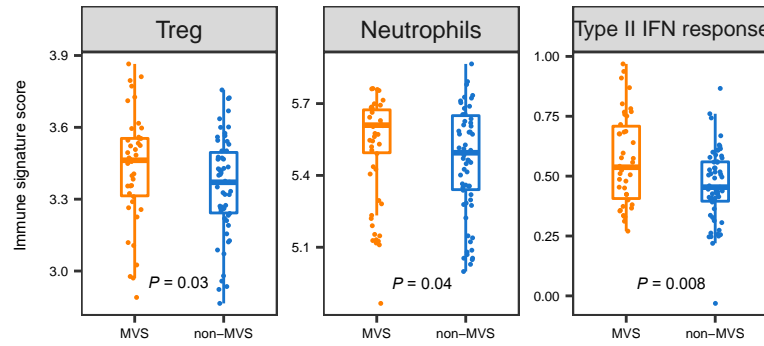 Treg
Neutrophils
Type II IFN response
Immune signature score
3.9
3.6
3.3
3.0
P = 0.03
MVS
non−MVS
5.7
5.4
5.1
P = 0.04
MVS
non−MVS
1.00
0.75
0.50
0.25
0.00
P = 0.008
MVS
non−MVS